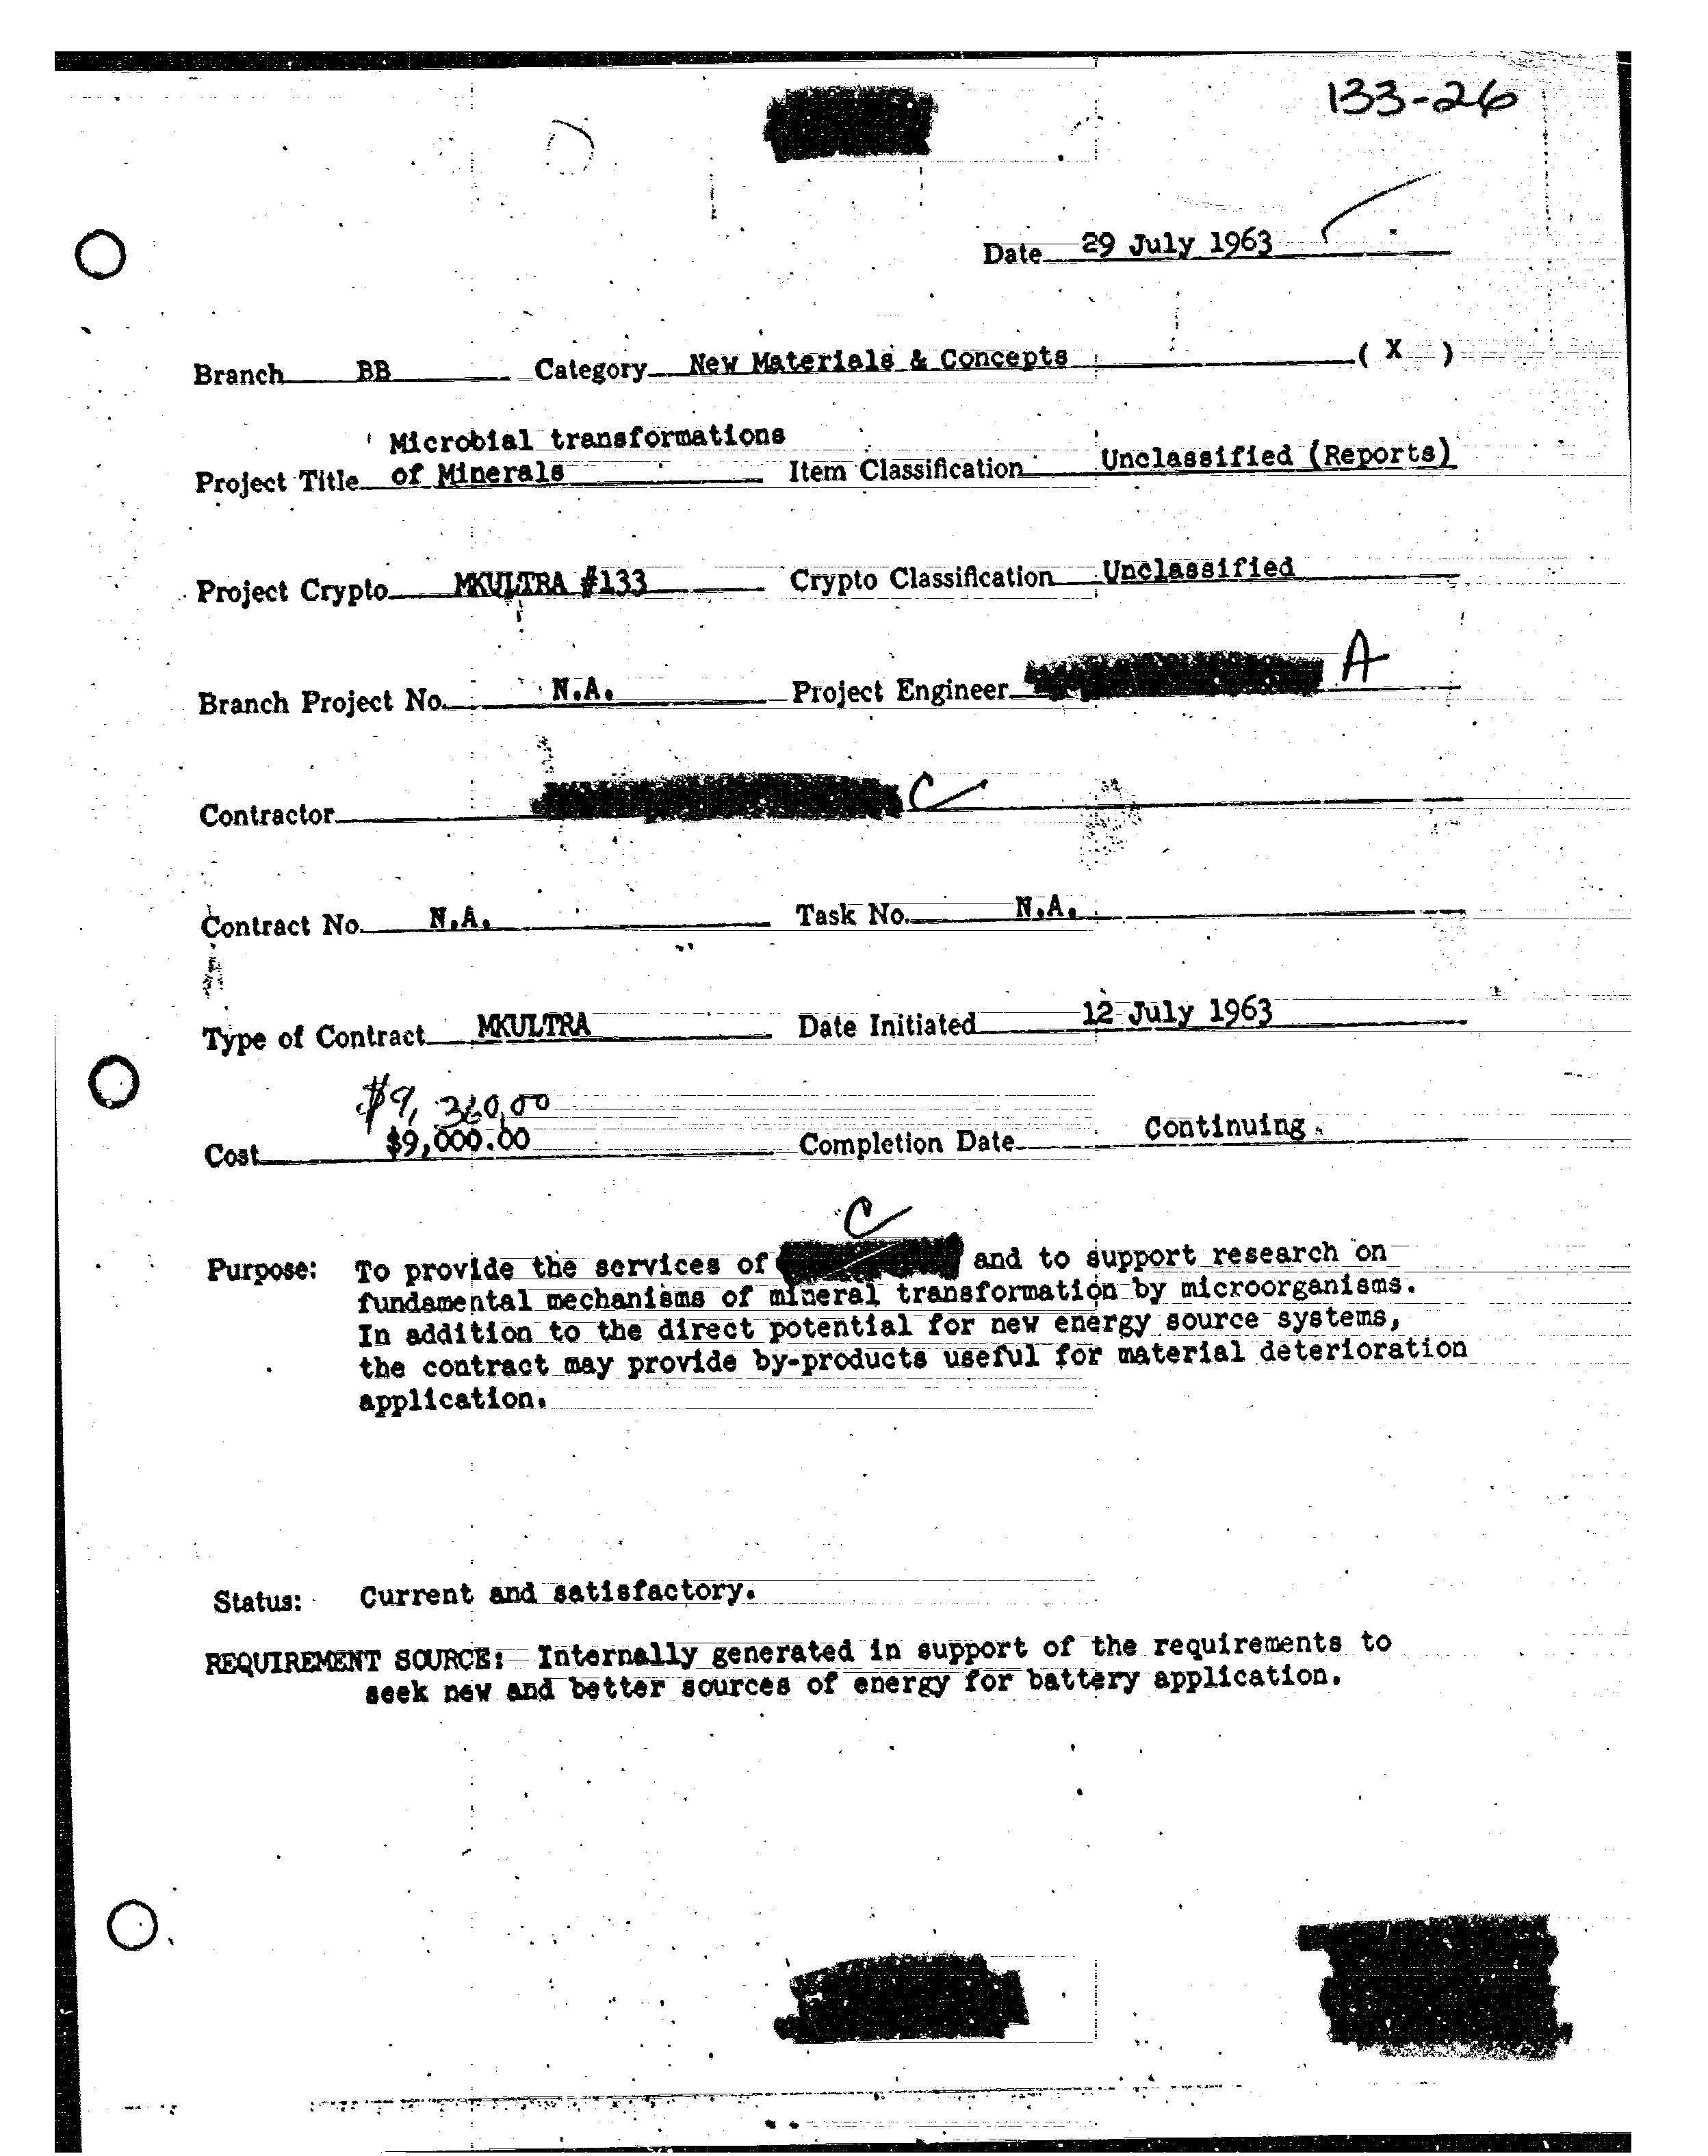 133-26
Date 29 July 1963
Branch BB Category New Materials & Concepts ( X )
Microbial transformations
Project Title of Minerals Item Classification Unclassified (Reports)
Project Crypto MKULTRA #133 Crypto Classification Unclassified
Branch Project No. N.A. Project Engineer A
Contractor C
Contract No. N.A. Task No. N.A.
Type of Contract MKULTRA Date Initiated 12 July 1963
$9,360.00
Cost $9,000.00 Completion Date Continuing.
C
Purpose: To provide the services of and to support research on
fundamental mechanisms of mineral transformation by microorganisms.
In addition to the direct potential for new energy source systems,
the contract may provide by-products useful for material deterioration
application.
Status: Current and satisfactory.
REQUIREMENT SOURCE: Internally generated in support of the requirements to
seek new and better sources of energy for battery application.